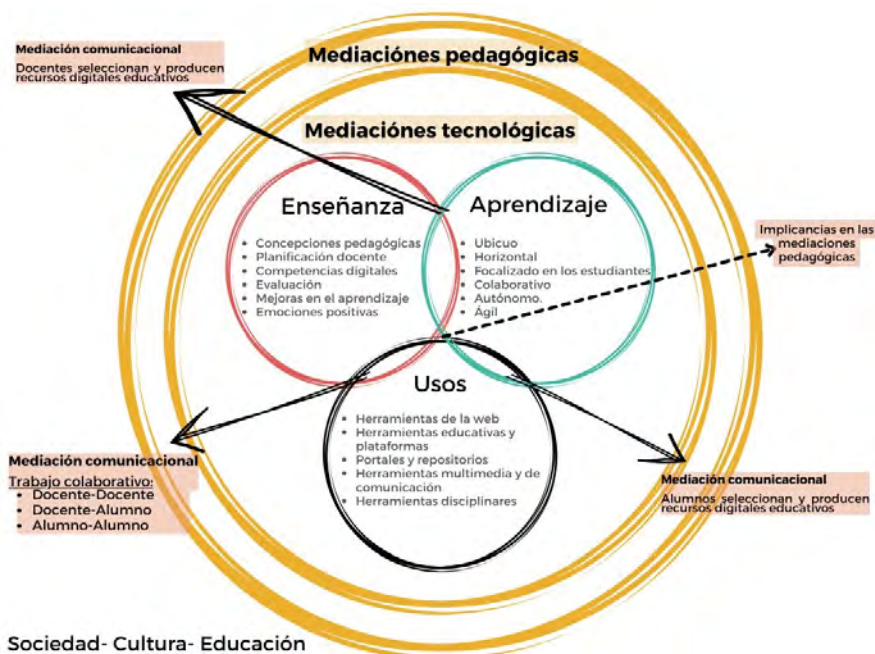 Mediación comunicacional
Docentes seleccionan y producen
recursos digitales educativos
Mediaciónes pedagógicas
Mediaciónes tecnológicas
Enseñanza
• Concepciones pedagógicas
• Planificación docente
• Competencias digitales
• Evaluación
• Mejoras en el aprendizaje
• Emociones positivas
Aprendizaje
• Ubicuo
• Horizontal
• Focalizado en los estudiantes
• Colaborativo
• Autónomo.
• Ágil
Implicancias en las
mediaciones
pedagógicas
Usos
• Herramientas de la web
• Herramientas educativas y
plataformas
• Portales y repositorios
• Herramientas multimedia y de
comunicación
• Herramientas disciplinares
Mediación comunicacional
Trabajo colaborativo:
• Docente-Docente
• Docente-Alumno
• Alumno-Alumno
Mediación comunicacional
Alumnos seleccionan y producen
recursos digitales educativos
Sociedad- Cultura- Educación